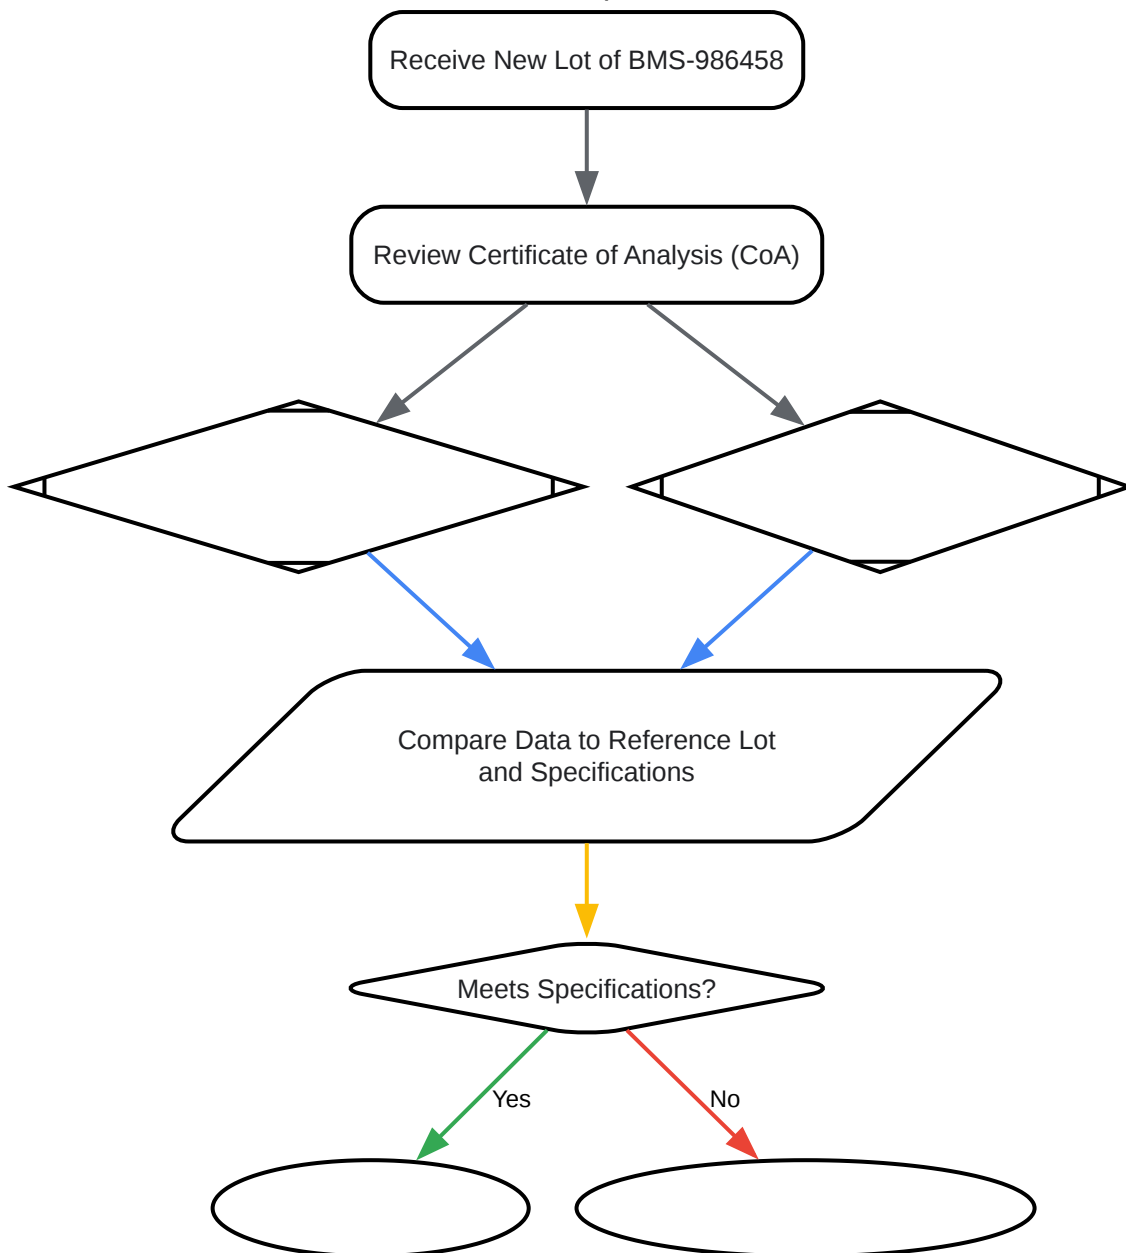 Receive New Lot of BMS-986458
Review Certificate of Analysis (CoA)
Compare Data to Reference Lot
and Specifications
Meets Specifications?
Yes
No